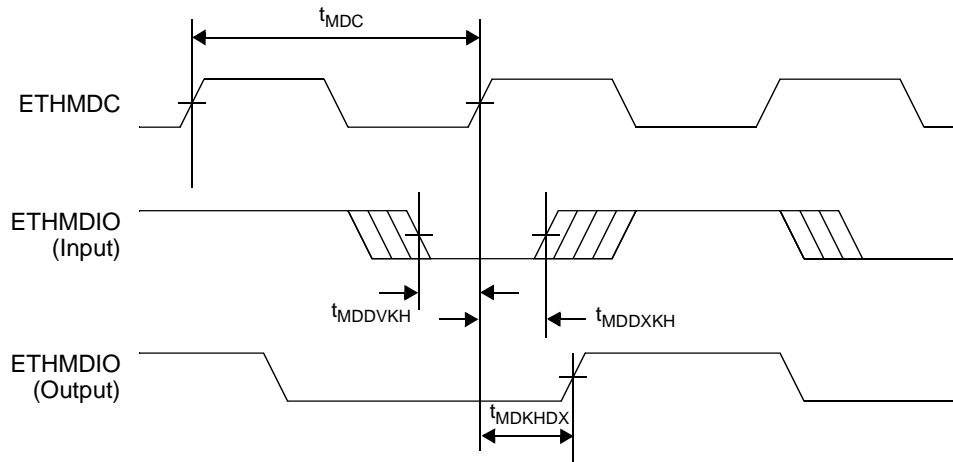 tMDC
ETHMDC
ETHMDIO
(Input)
tMDDVKH
tMDDXKH
ETHMDIO
(Output)
tMDKHDX